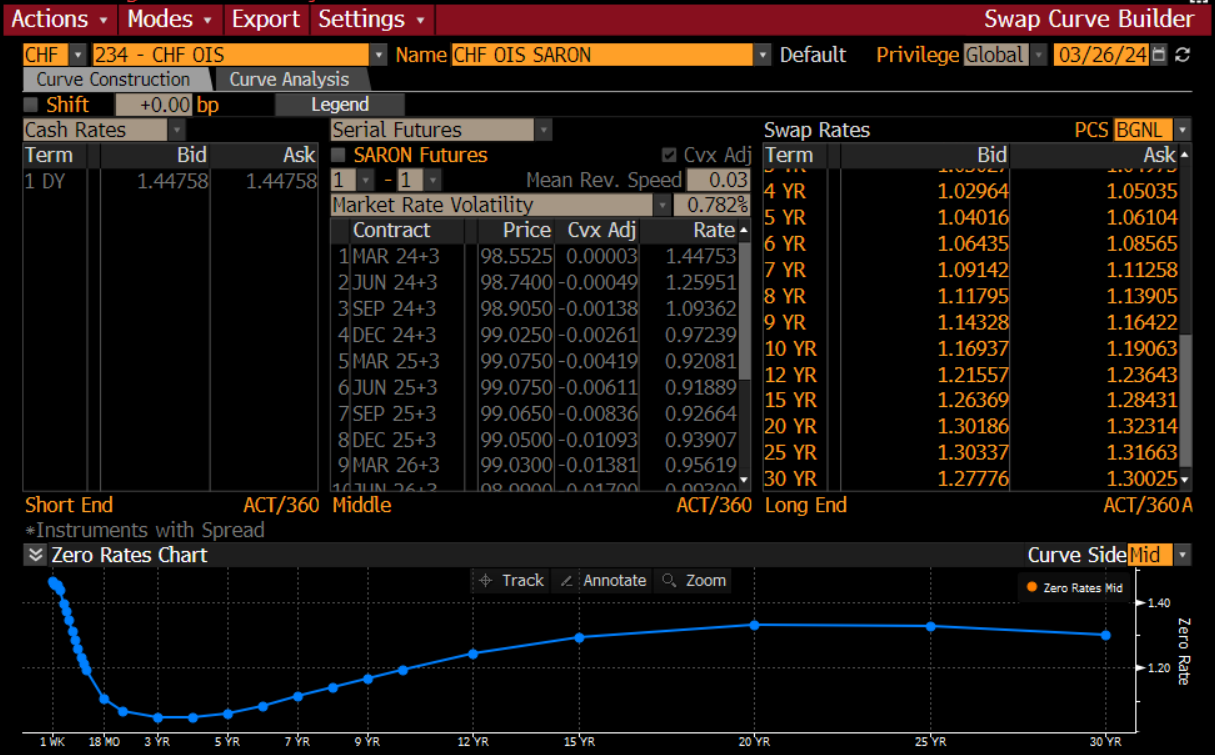 Actions Modes Export Settings Swap Curve Builder
CHF 234 - CHF OIS Name CHF OIS SARON Default Privilege Global 03/26/24
Curve Construction Curve Analysis
Shift +0.00 bp Legend
Cash Rates Serial Futures Swap Rates PCS BGNL
Term Bid Ask SARON Futures Cvx Adj Term Bid Ask
1 DY 1.44758 1.44758 1 - 1 Mean Rev. Speed 0.03
4 YR 1.02964 1.05035
Market Rate Volatility 0.782%
5 YR 1.04016 1.06104
Contract Price Cvx Adj Rate
6 YR 1.06435 1.08565
1 MAR 24+3 98.5525 0.00003 1.44753
7 YR 1.09142 1.11258
2 JUN 24+3 98.7400 -0.00049 1.25951
8 YR 1.11795 1.13905
3 SEP 24+3 98.9050 -0.00138 1.09362
9 YR 1.14328 1.16422
4 DEC 24+3 99.0250 -0.00261 0.97239
10 YR 1.16937 1.19063
5 MAR 25+3 99.0750 -0.00419 0.92081
12 YR 1.21557 1.23643
6 JUN 25+3 99.0750 -0.00611 0.91889
15 YR 1.26369 1.28431
7 SEP 25+3 99.0650 -0.00836 0.92664
20 YR 1.30186 1.32314
8 DEC 25+3 99.0500 -0.01093 0.93907
25 YR 1.30337 1.31663
9 MAR 26+3 99.0300 -0.01381 0.95619
30 YR 1.27776 1.30025
Short End ACT/360 Middle ACT/360 Long End ACT/360 A
*Instruments with Spread
Zero Rates Chart Curve Side Mid
Track Annotate Zoom
Zero Rates Mid
1.40
Zero Rate
1.20
1 WK 18 MO 3 YR 5 YR 7 YR 9 YR 12 YR 15 YR 20 YR 25 YR 30 YR